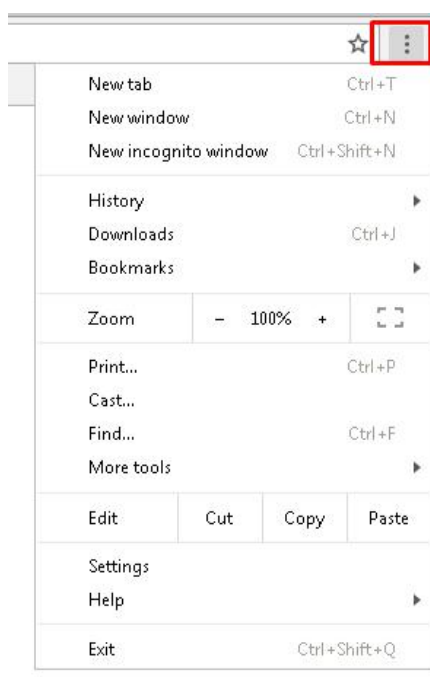 New tab Ctrl+T
New window Ctrl+N
New incognito window Ctrl+Shift+N
History
Downloads Ctrl+J
Bookmarks
Zoom - 100% +
Print... Ctrl+P
Cast...
Find... Ctrl+F
More tools
Edit Cut Copy Paste
Settings
Help
Exit Ctrl+Shift+Q